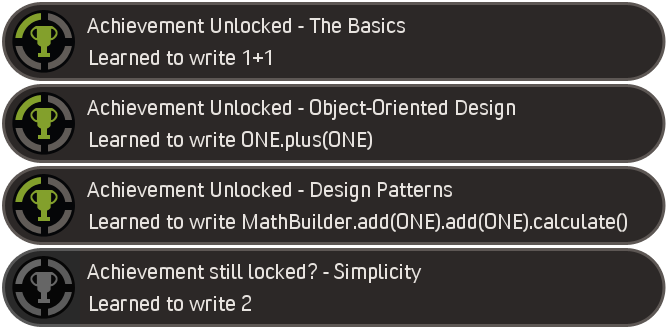 Achievement Unlocked - The Basics
Learned to write 1+1
Achievement Unlocked - Object-Oriented Design
Learned to write ONE.plus(ONE)
Achievement Unlocked - Design Patterns
Learned to write MathBuilder.add(ONE).add(ONE).calculate()
Achievement still locked? - Simplicity
Learned to write 2